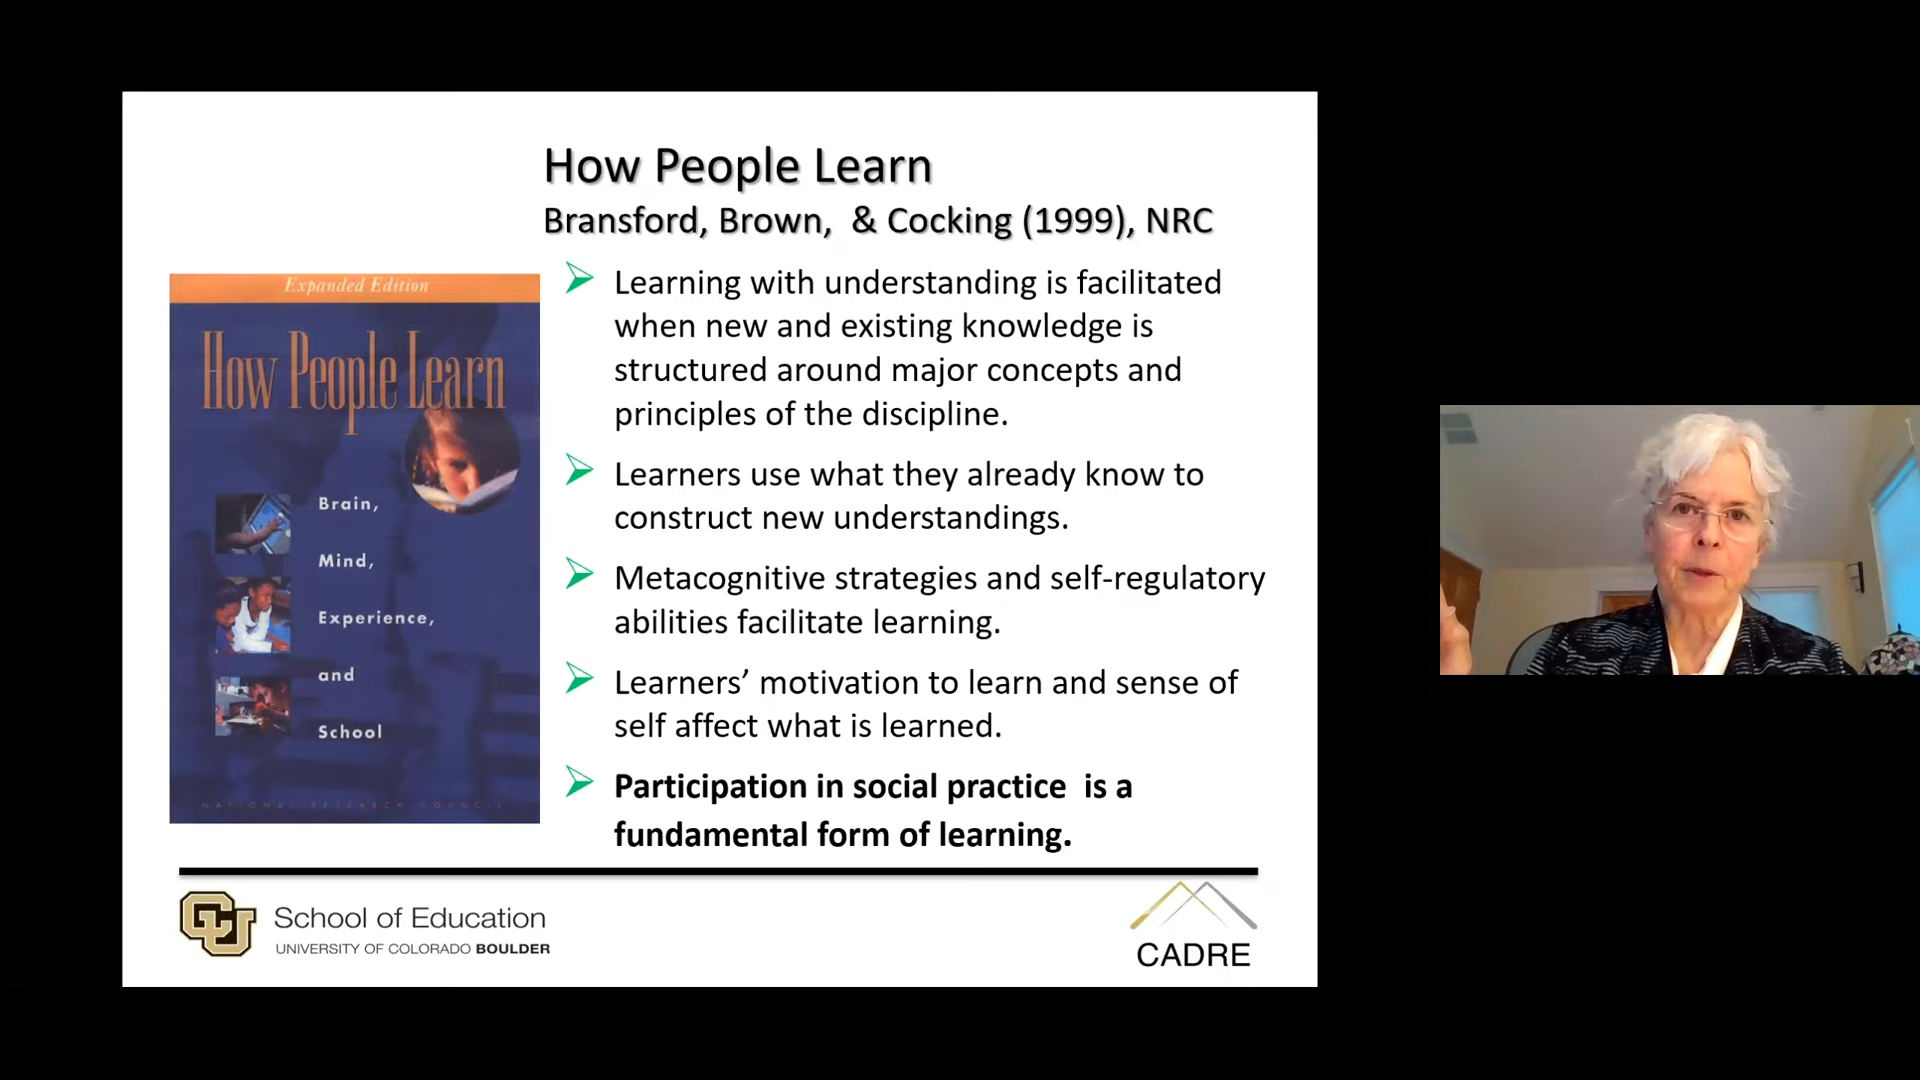 How People Learn
Bransford, Brown,  & Cocking (1999), NRC
Expanded Edition
How People Learn
Brain,
Mind,
Experience,
and
School
NATIONAL RESEARCH COUNCIL
Learning with understanding is facilitated
when new and existing knowledge is
structured around major concepts and
principles of the discipline.
Learners use what they already know to
construct new understandings.
Metacognitive strategies and self-regulatory
abilities facilitate learning.
Learners’ motivation to learn and sense of
self affect what is learned.
Participation in social practice  is a
fundamental form of learning.
CU
School of Education
UNIVERSITY OF COLORADO BOULDER
CADRE